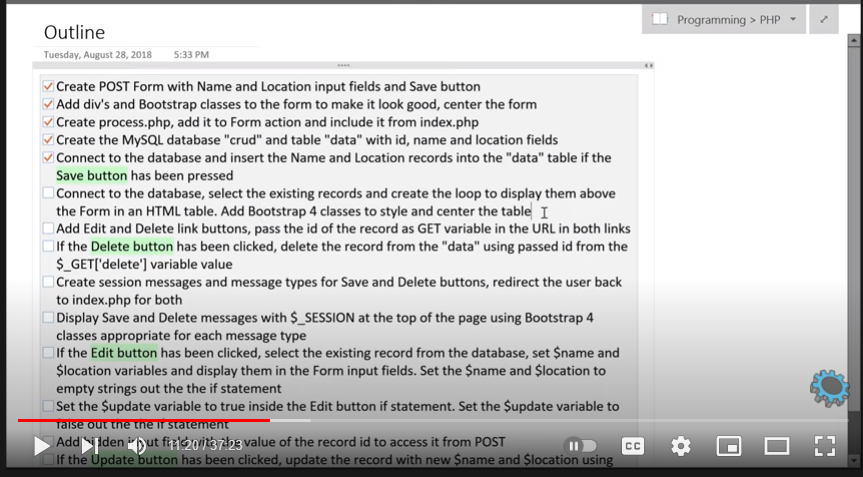 Programming > PHP
Outline
Tuesday, August 28, 2018 5:33 PM
Create POST Form with Name and Location input fields and Save button
Add div's and Bootstrap classes to the form to make it look good, center the form
Create process.php, add it to Form action and include it from index.php
Create the MySQL database "crud" and table "data" with id, name and location fields
Connect to the database and insert the Name and Location records into the "data" table if the
Save button has been pressed
Connect to the database, select the existing records and create the loop to display them above
the Form in an HTML table. Add Bootstrap 4 classes to style and center the table
Add Edit and Delete link buttons, pass the id of the record as GET variable in the URL in both links
If the Delete button has been clicked, delete the record from the "data" using passed id from the
$_GET['delete'] variable value
Create session messages and message types for Save and Delete buttons, redirect the user back
to index.php for both
Display Save and Delete messages with $_SESSION at the top of the page using Bootstrap 4
classes appropriate for each message type
If the Edit button has been clicked, select the existing record from the database, set $name and
$location variables and display them in the Form input fields. Set the $name and $location to
empty strings out the the if statement
Set the $update variable to true inside the Edit button if statement. Set the $update variable to
false out the the if statement
Add hidden input field with the value of the record id to access it from POST
11:20 / 37:23
CC
If the Update button has been clicked, update the record with new $name and $location using